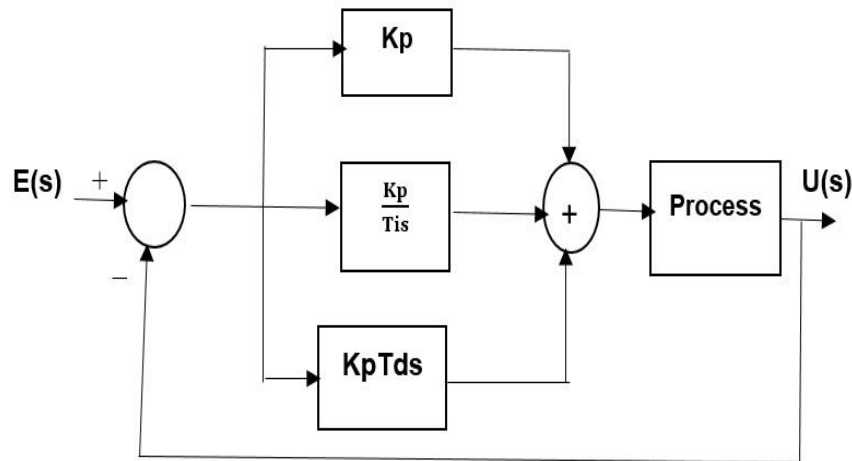 Kp
E(s)
+
Kp
Tis
+
Process
U(s)
−
KpTds